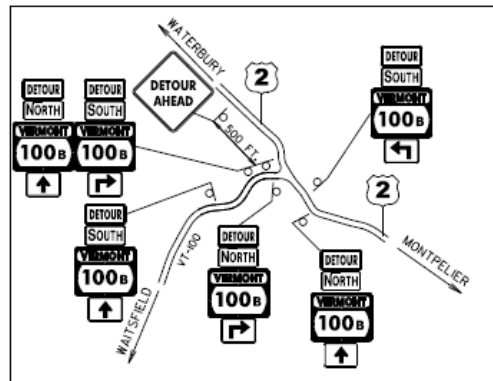 WATERBURY
2
DETOUR
AHEAD
500 FT.
DETOUR
NORTH
VERMONT
100B
DETOUR
SOUTH
VERMONT
100B
DETOUR
SOUTH
VERMONT
100B
DETOUR
SOUTH
VERMONT
100B
VT-100
WAITSFIELD
DETOUR
NORTH
VERMONT
100B
DETOUR
NORTH
VERMONT
100B
2
MONTPELIER